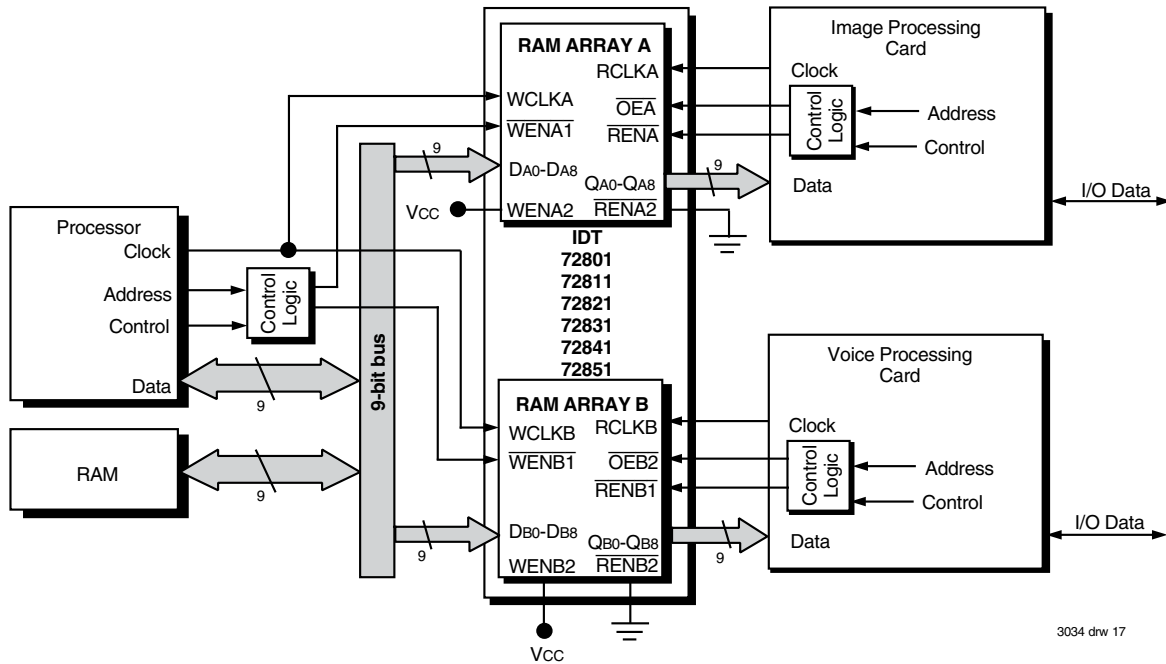 Processor
Clock
Address
Control
Data
Control
Logic
RAM
9
9
9-bit bus
9
9
VCC
RAM ARRAY A
WCLKA
WENA1
DA0-DA8
WENA2
RCLKA
OEA
RENA
QA0-QA8
RENA2
IDT
72801
72811
72821
72831
72841
72851
RAM ARRAY B
WCLKB
WENB1
DB0-DB8
WENB2
RCLKB
OEB2
RENB1
QB0-QB8
RENB2
VCC
9
9
Image Processing
Card
Clock
Control
Logic
Address
Control
Data
I/O Data
Voice Processing
Card
Clock
Control
Logic
Address
Control
Data
I/O Data
3034 drw 17